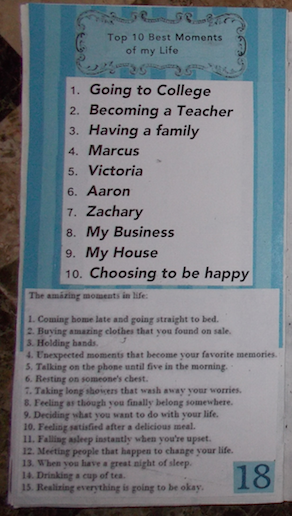 Top 10 Best Moments
of my Life
1. Going to College
2. Becoming a Teacher
3. Having a family
4. Marcus
5. Victoria
6. Aaron
7. Zachary
8. My Business
9. My House
10. Choosing to be happy
The amazing moments in life:
1. Coming home late and going straight to bed.
2. Buying amazing clothes that you found on sale.
3. Holding hands.
4. Unexpected moments that become your favorite memories.
5. Talking on the phone until five in the morning.
6. Resting on someone's chest.
7. Taking long showers that wash away your worries.
8. Feeling as though you finally belong somewhere.
9. Deciding what you want to do with your life.
10. Feeling satisfied after a delicious meal.
11. Falling asleep instantly when you're upset.
12. Meeting people that happen to change your life.
13. When you have a great night of sleep.
14. Drinking a cup of tea.
15. Realizing everything is going to be okay.
18